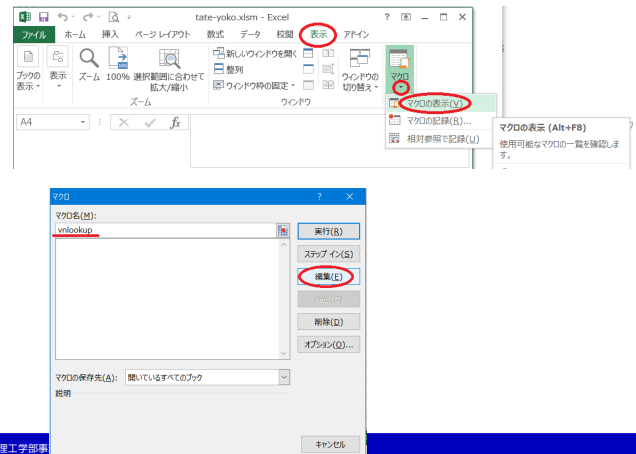 tate-yoko.xlsm - Excel
ファイル ホーム 挿入 ページ レイアウト 数式 データ 校閲 表示 アドイン
ブックの表示 表示 ズーム 100% 選択範囲に合わせて拡大/縮小
新しいウィンドウを開く
整列
ウィンドウ枠の固定
ウィンドウの切り替え マクロ
ズーム ウィンドウ
マクロの表示(V)
マクロの記録(R)...
相対参照で記録(U)
A4 fx
マクロの表示 (Alt+F8)
使用可能なマクロの一覧を確認しま
す。
マクロ
マクロ名(M):
vnlookup
実行(R)
ステップ イン(S)
編集(E)
削除(D)
オプション(O)...
マクロの保存先(A): 開いているすべてのブック
説明
キャンセル
理工学部事